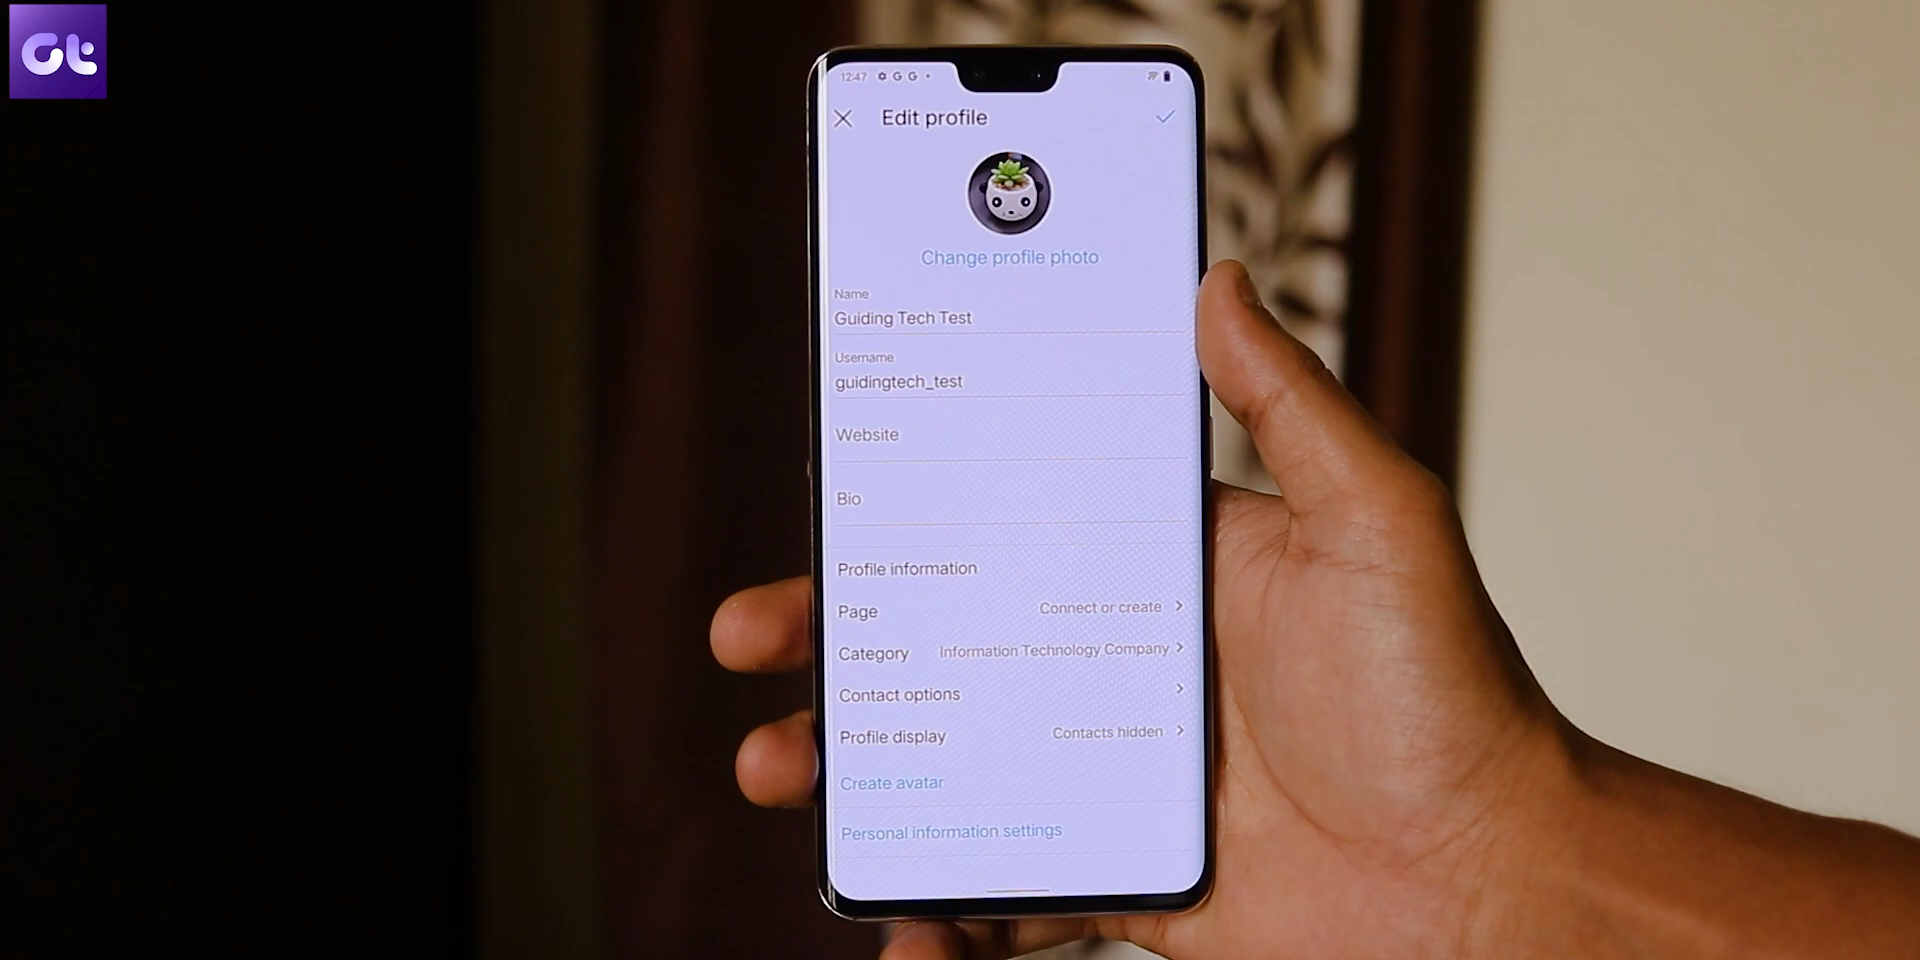 Gt
12:47 G G
Edit profile
Change profile photo
Name
Guiding Tech Test
Username
guidingtech_test
Website
Bio
Profile information
Page Connect or create
Category Information Technology Company
Contact options
Profile display Contacts hidden
Create avatar
Personal information settings